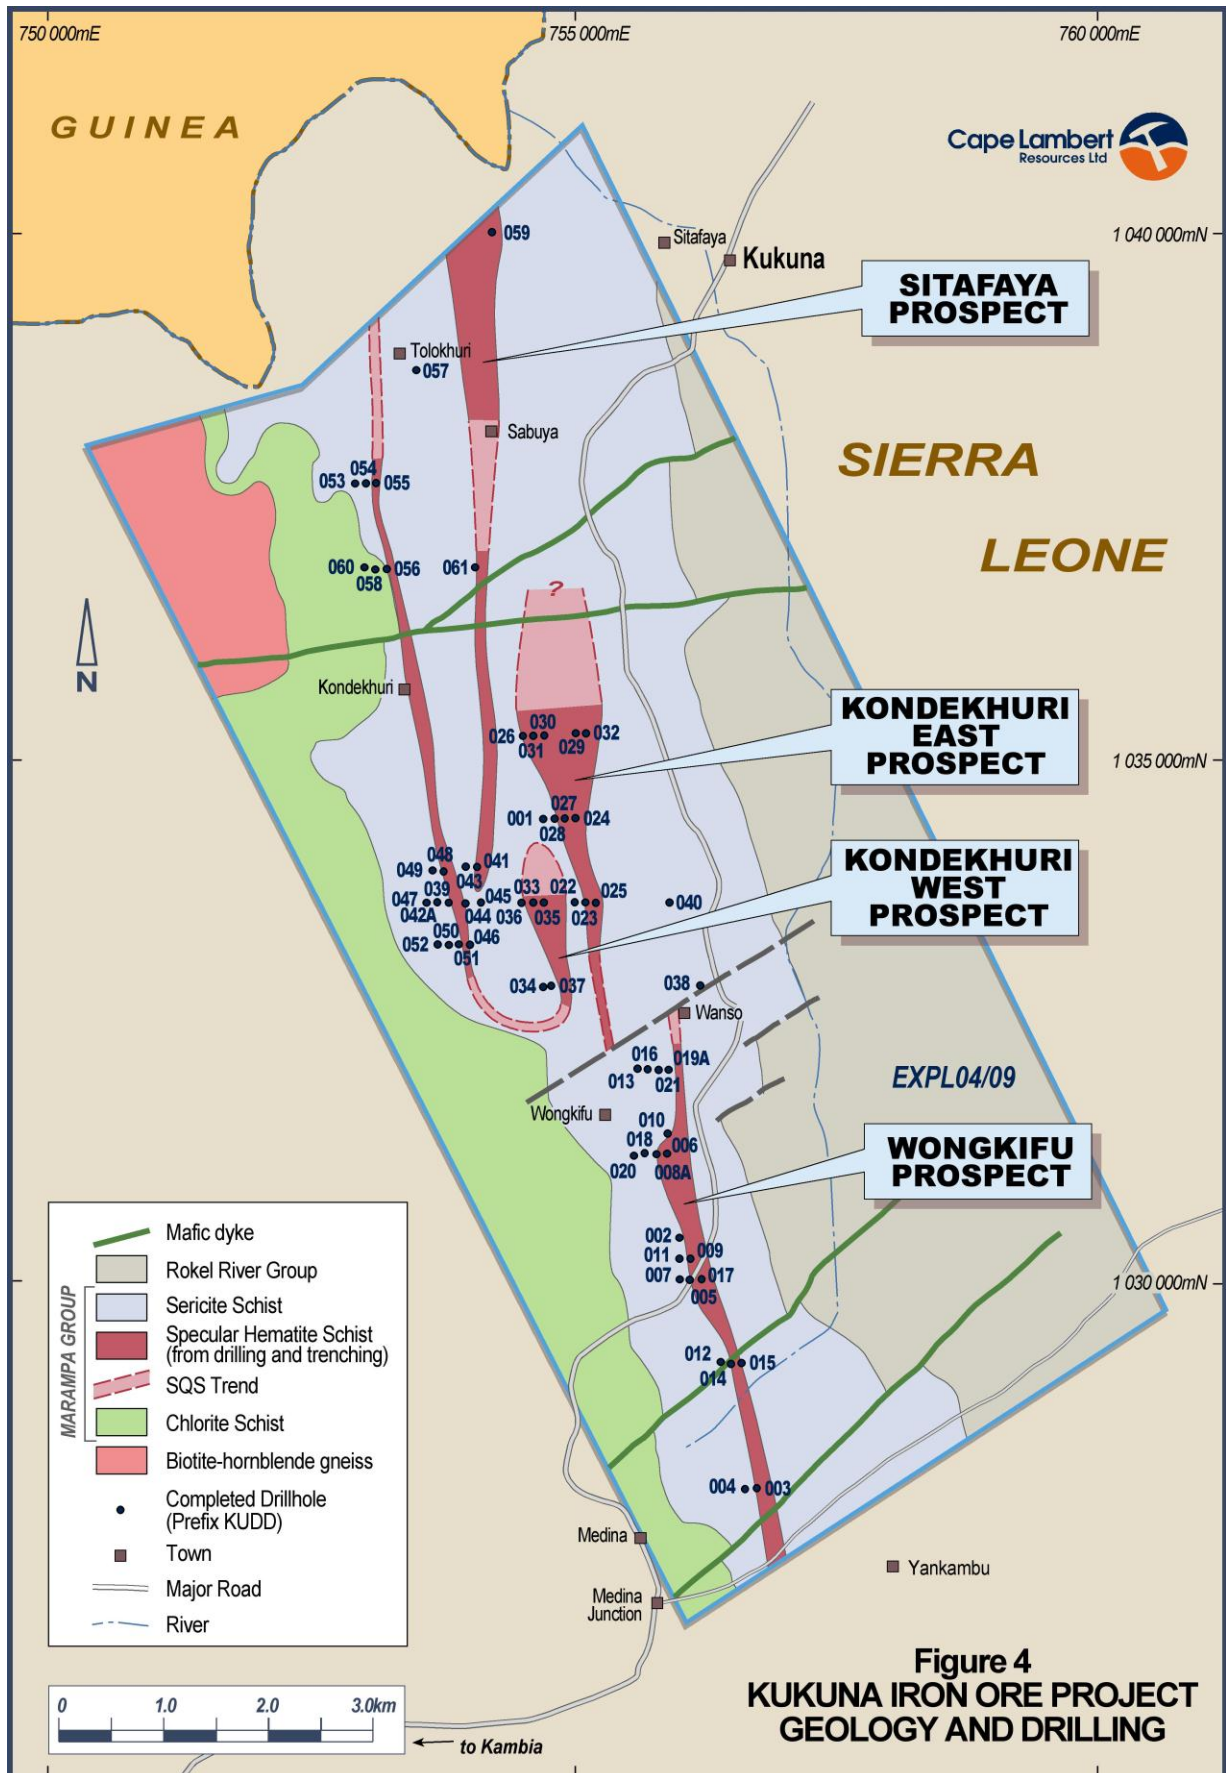 750 000mE
755 000mE
760 000mE
GUINEA
Cape Lambert
Resources Ltd
059
Sitafaya
Kukuna
1 040 000mN
SITAFAYA
PROSPECT
Tolokhuri
057
Sabuya
SIERRA
LEONE
054
053
055
060
056
058
061
?
N
Kondekhuri
KONDEKHURI
EAST
PROSPECT
030
026
032
031
029
1 035 000mN
027
001
024
028
KONDEKHURI
WEST
PROSPECT
048
041
049
043
039
033
022
025
047
045
040
042A
044
036
035
023
050
046
052
051
034
037
038
Wanso
016
019A
013
021
EXPL04/09
Wongkifu
010
018
006
020
008A
WONGKIFU
PROSPECT
002
011
009
007
017
005
1 030 000mN
012
015
014
004
003
Medina
Medina
Junction
Yankambu
MARAMPA GROUP
Mafic dyke
Rokel River Group
Sericite Schist
Specular Hematite Schist
(from drilling and trenching)
SQS Trend
Chlorite Schist
Biotite-hornblende gneiss
Completed Drillhole
(Prefix KUDD)
Town
Major Road
River
0 1.0 2.0 3.0km
to Kambia
Figure 4
KUKUNA IRON ORE PROJECT
GEOLOGY AND DRILLING